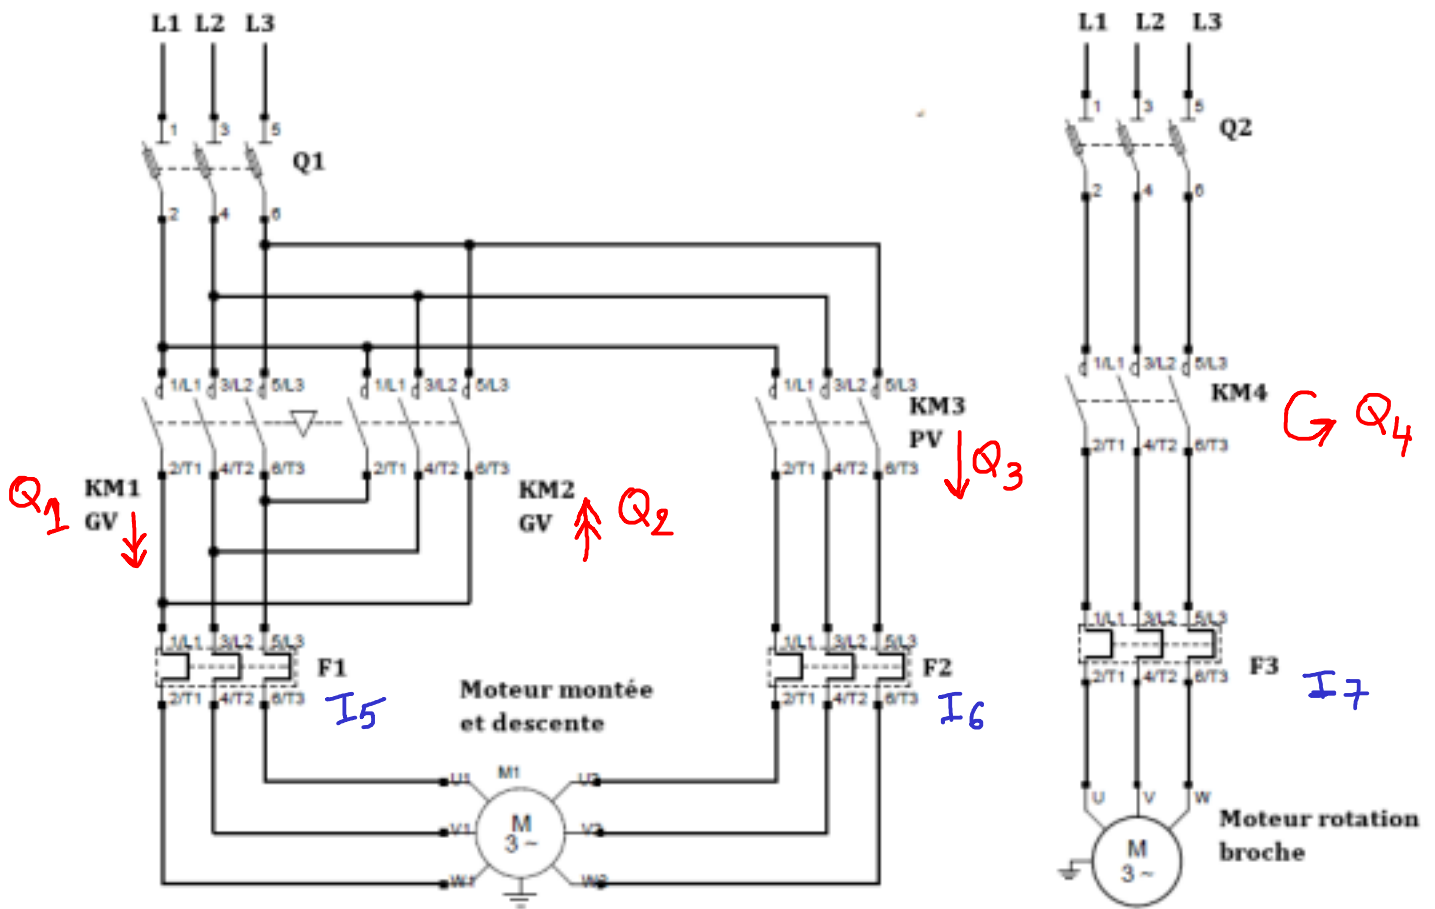 L1 L2 L3
L1 L2 L3
1 3 5
Q1
2 4 6
1 3 5
Q2
2 4 6
1/L1 3/L2 5/L3
1/L1 3/L2 5/L3
1/L1 3/L2 5/L3
KM3
PV
Q3
1/L1 3/L2 5/L3
KM4
Q4
2/T1 4/T2 6/T3
2/T1 4/T2 6/T3
2/T1 4/T2 6/T3
2/T1 4/T2 6/T3
Q1
KM1
GV
KM2
GV
Q2
1/L1 3/L2 5/L3
F1
2/T1 4/T2 6/T3
I5
1/L1 3/L2 5/L3
F2
2/T1 4/T2 6/T3
I6
1/L1 3/L2 5/L3
F3
2/T1 4/T2 6/T3
I7
Moteur montée
et descente
U1 M1 U2
V1 M V2
3 ~
W1 W2
U V W
M
3 ~
Moteur rotation
broche